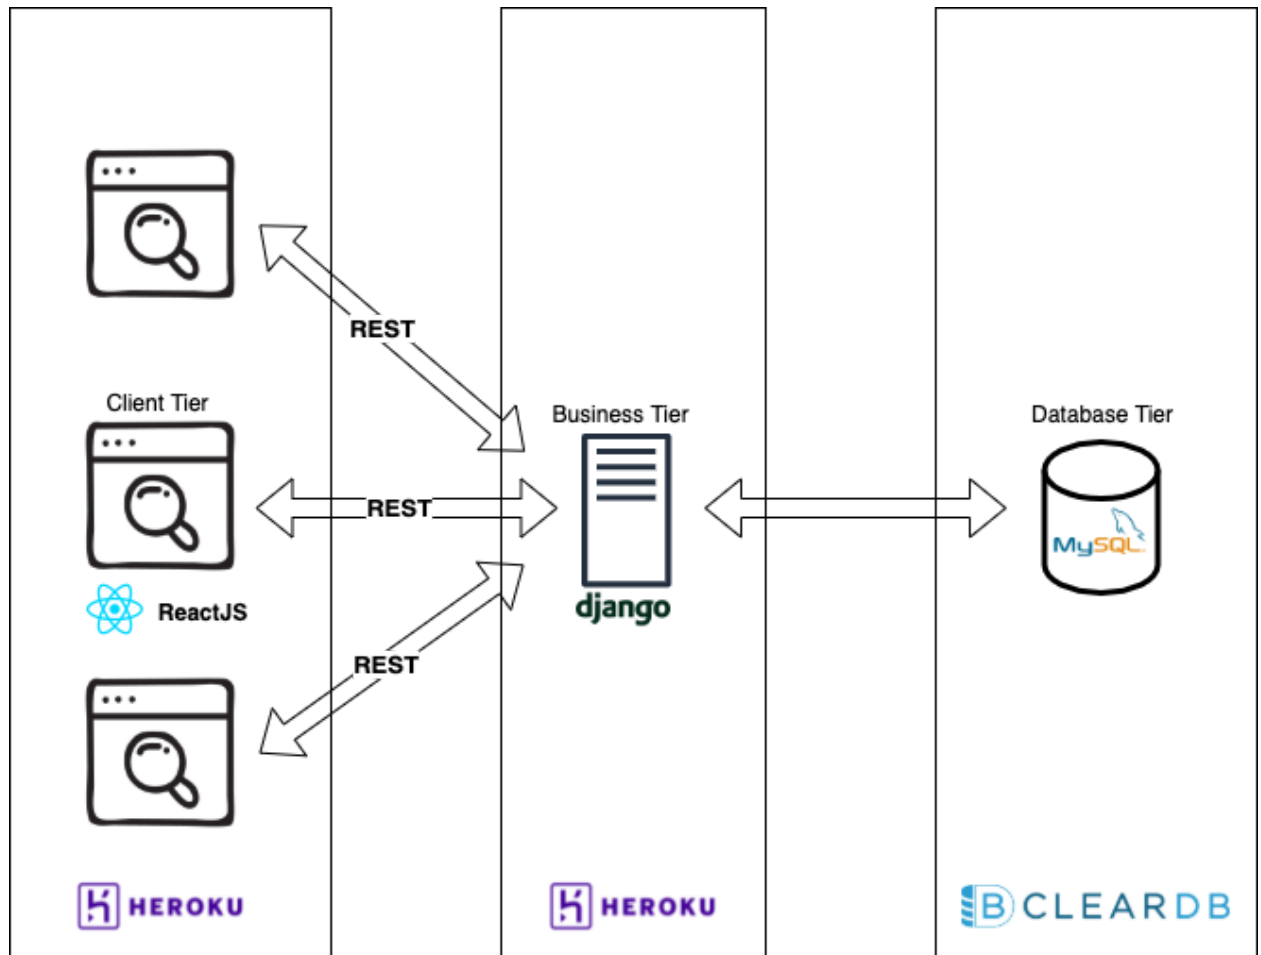 REST
Client Tier
Business Tier
Database Tier
REST
MySQL
django
ReactJS
REST
HEROKU
HEROKU
CLEARDB